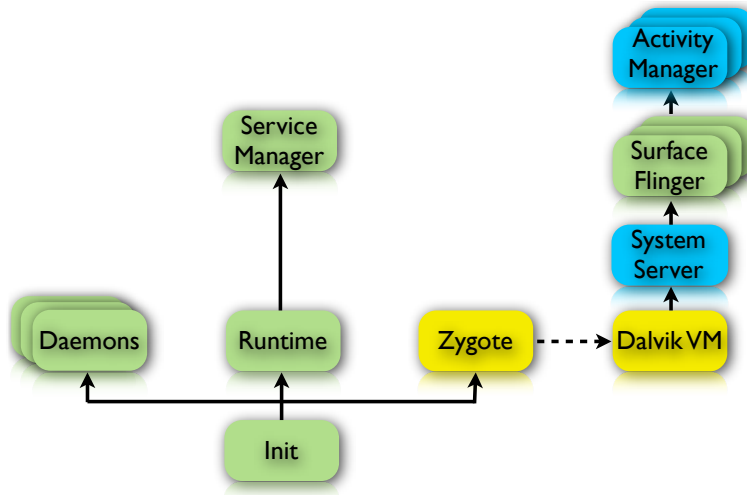 Activity
Manager
Service
Manager
Surface
Flinger
System
Server
Daemons
Runtime
Zygote
Dalvik VM
Init